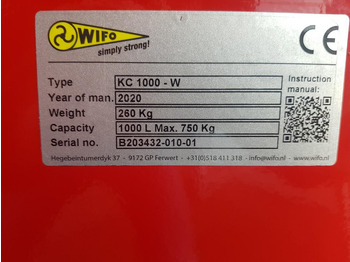 WIFO
simply strong!
CE
Type KC 1000 - W
Instruction manual:
Year of man. 2020
Weight 260 Kg
Capacity 1000 L Max. 750 Kg
Serial no. B203432-010-01
Hegebeintumerdyk 37 - 9172 GP Ferwert - +31(0)518 411 318 - info@wifo.nl - www.wifo.nl